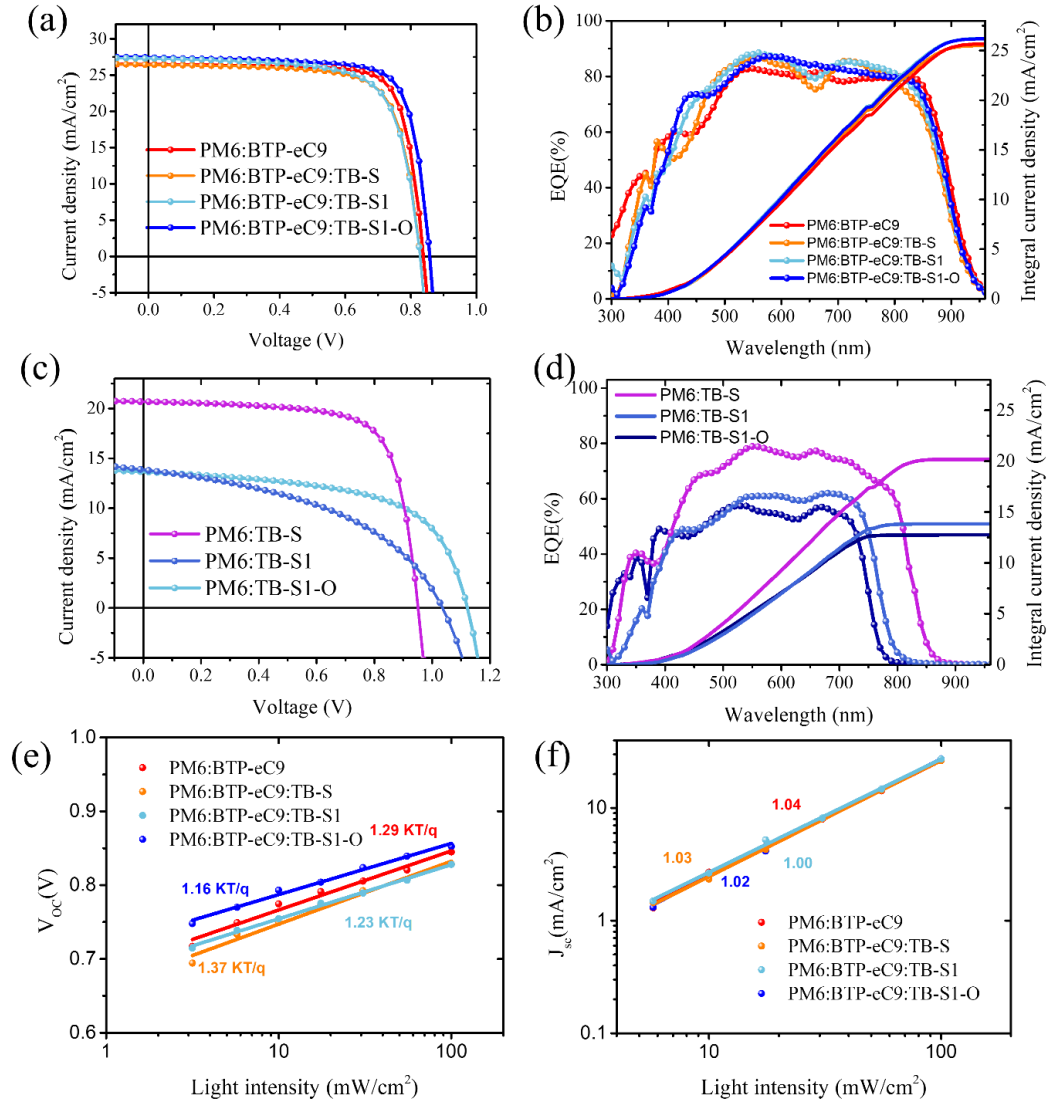 (a)
30
25
20
15
10
5
0
-5
Current density (mA/cm²)
PM6:BTP-eC9
PM6:BTP-eC9:TB-S
PM6:BTP-eC9:TB-S1
PM6:BTP-eC9:TB-S1-O
0.0 0.2 0.4 0.6 0.8 1.0
Voltage (V)
(b)
100
80
60
40
20
0
EQE(%)
PM6:BTP-eC9
PM6:BTP-eC9:TB-S
PM6:BTP-eC9:TB-S1
PM6:BTP-eC9:TB-S1-O
25
20
15
10
5
0
Integral current density (mA/cm²)
300 400 500 600 700 800 900
Wavelength (nm)
(c)
20
15
10
5
0
-5
Current density (mA/cm²)
PM6:TB-S
PM6:TB-S1
PM6:TB-S1-O
0.0 0.2 0.4 0.6 0.8 1.0 1.2
Voltage (V)
(d)
100
80
60
40
20
0
EQE(%)
PM6:TB-S
PM6:TB-S1
PM6:TB-S1-O
25
20
15
10
5
0
Integral current density (mA/cm²)
300 400 500 600 700 800 900
Wavelength (nm)
(e)
1.0
0.9
0.8
0.7
0.6
V_OC(V)
PM6:BTP-eC9
PM6:BTP-eC9:TB-S
PM6:BTP-eC9:TB-S1
PM6:BTP-eC9:TB-S1-O
1.29 KT/q
1.16 KT/q
1.23 KT/q
1.37 KT/q
1 10 100
Light intensity (mW/cm²)
(f)
10
1
0.1
J_sc(mA/cm²)
1.04
1.03
1.00
1.02
PM6:BTP-eC9
PM6:BTP-eC9:TB-S
PM6:BTP-eC9:TB-S1
PM6:BTP-eC9:TB-S1-O
10 100
Light intensity (mW/cm²)